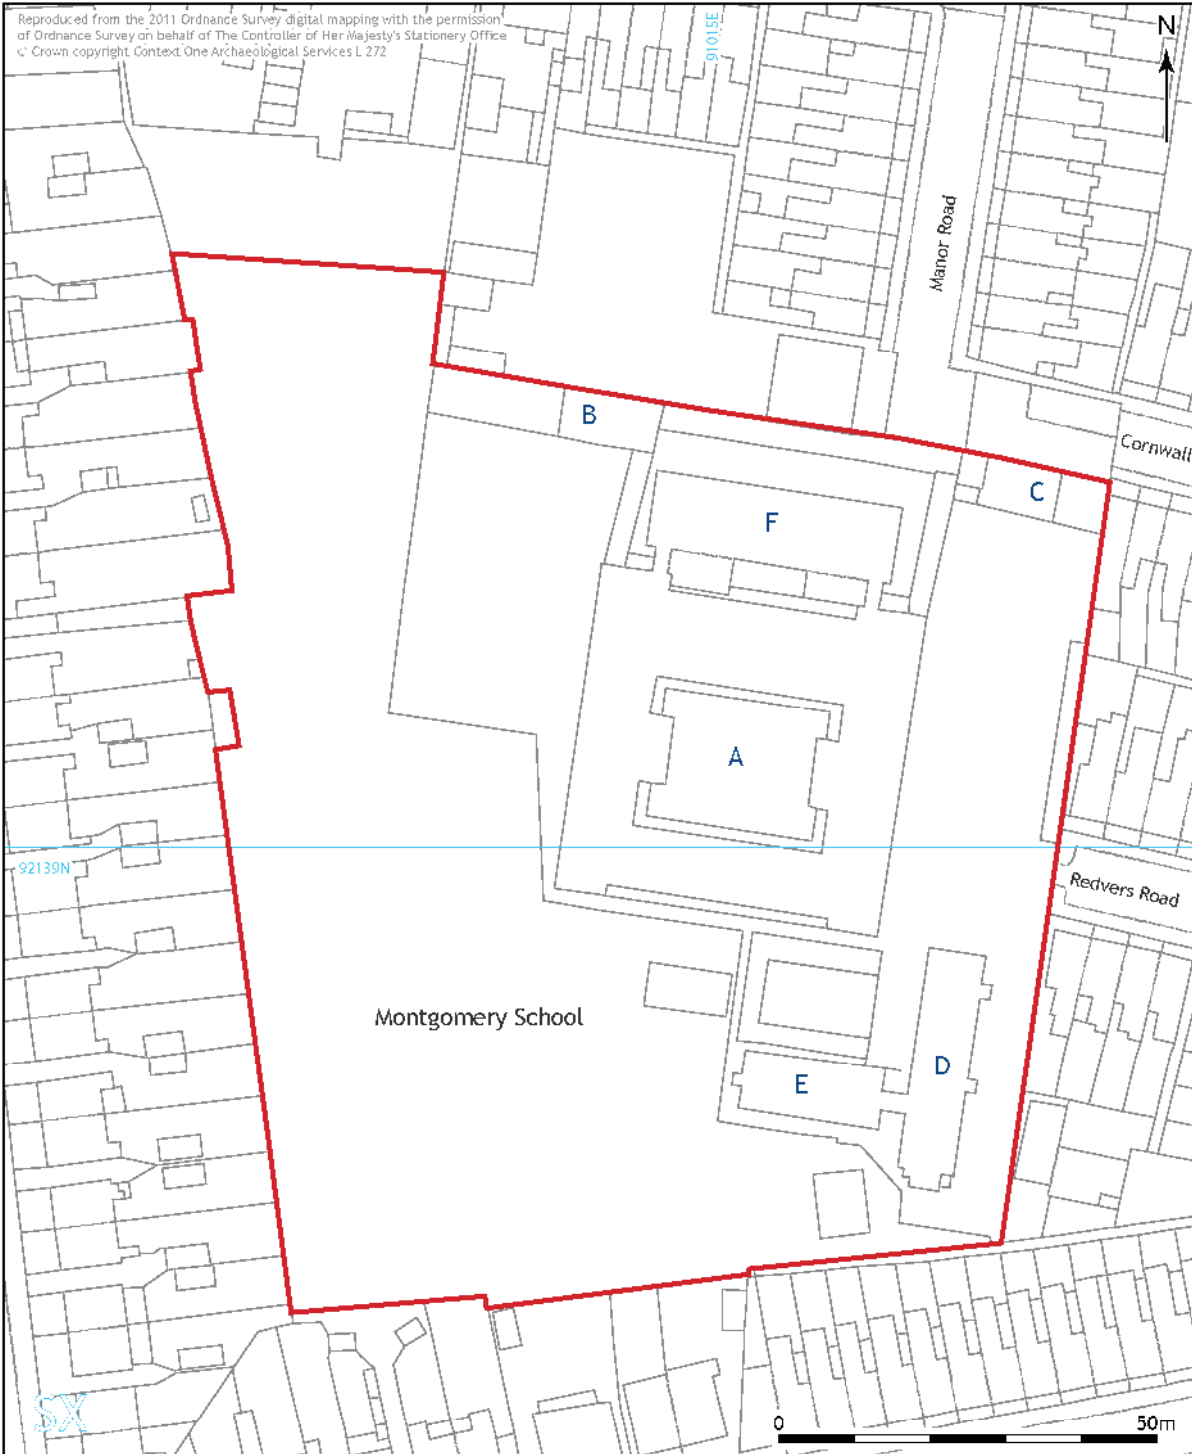 Reproduced from the 2011 Ordnance Survey digital mapping with the permission
of Ordnance Survey on behalf of The Controller of Her Majesty's Stationery Office
© Crown copyright Context One Archaeological Services L 272
91015E
N
Manor Road
Cornwall
B
C
F
A
92139N
Redvers Road
Montgomery School
D
E
SX
0 50m